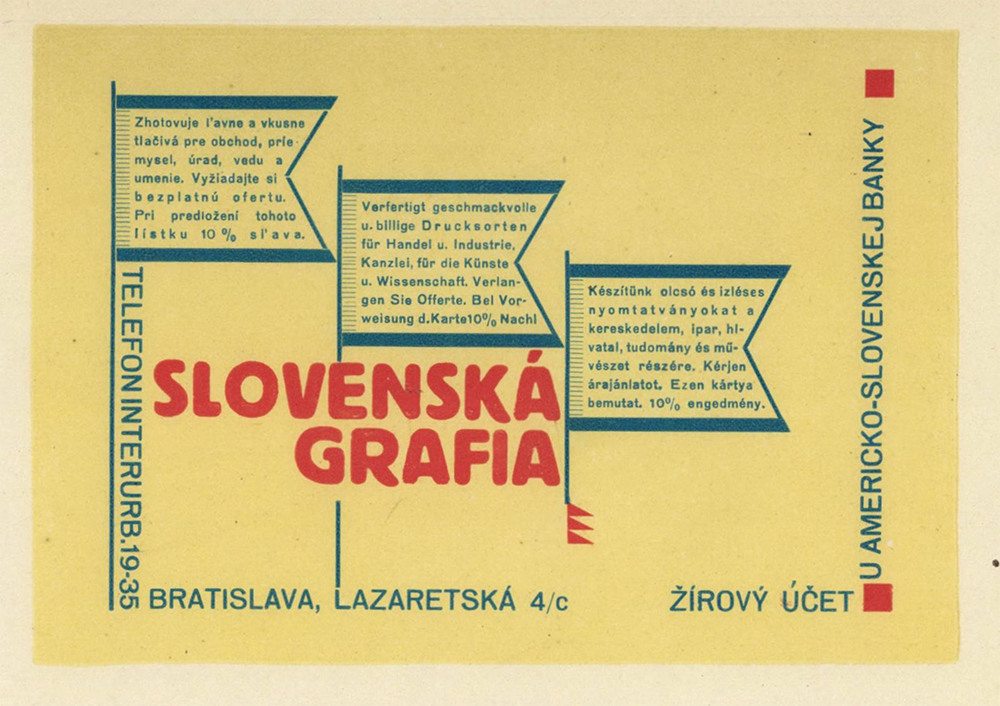 Zhotovuje l'avne a vkusne
tlačivá pre obchod, prie-
mysel, úrad, vedu a
umenie. Vyžiadajte si
bezplatnú ofertu.
Pri predložení tohoto
lístku 10% sl'ava.
Verfertigt geschmackvolle
u. billige Drucksorten
für Handel u. Industrie,
Kanzlei, für die Künste
u. Wissenschaft. Verlan-
gen Sie Offerte. Bei Vor-
weisung d. Karte 10% Nachl
Készítünk olcsó és izléses
nyomtatványokat a
kereskedelem, ipar, hi-
vatal, tudomány és mű-
vészet részére. Kérjen
árajánlatot. Ezen kártya
bemutat. 10% engedmény.
SLOVENSKÁ
GRAFIA
TELEFON INTERURB. 19-35
BRATISLAVA, LAZARETSKÁ 4/c
ŽÍROVÝ ÚČET
U AMERICKO-SLOVENSKEJ BANKY